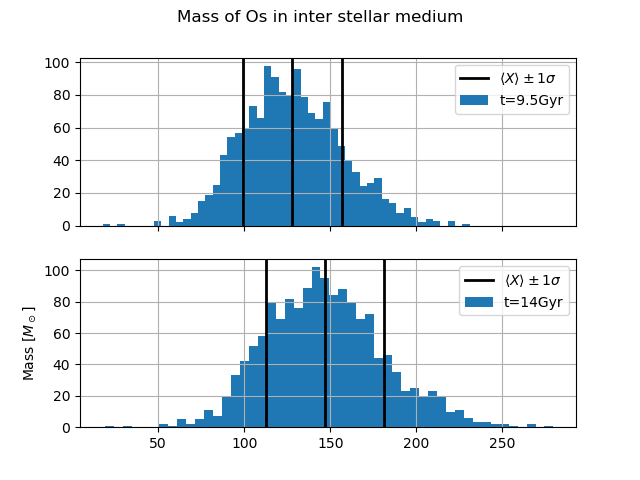 Mass of Os in inter stellar medium
100
80
60
40
20
0
⟨X⟩ ± 1σ
t=9.5Gyr
Mass [M⊙]
100
80
60
40
20
0
⟨X⟩ ± 1σ
t=14Gyr
50 100 150 200 250